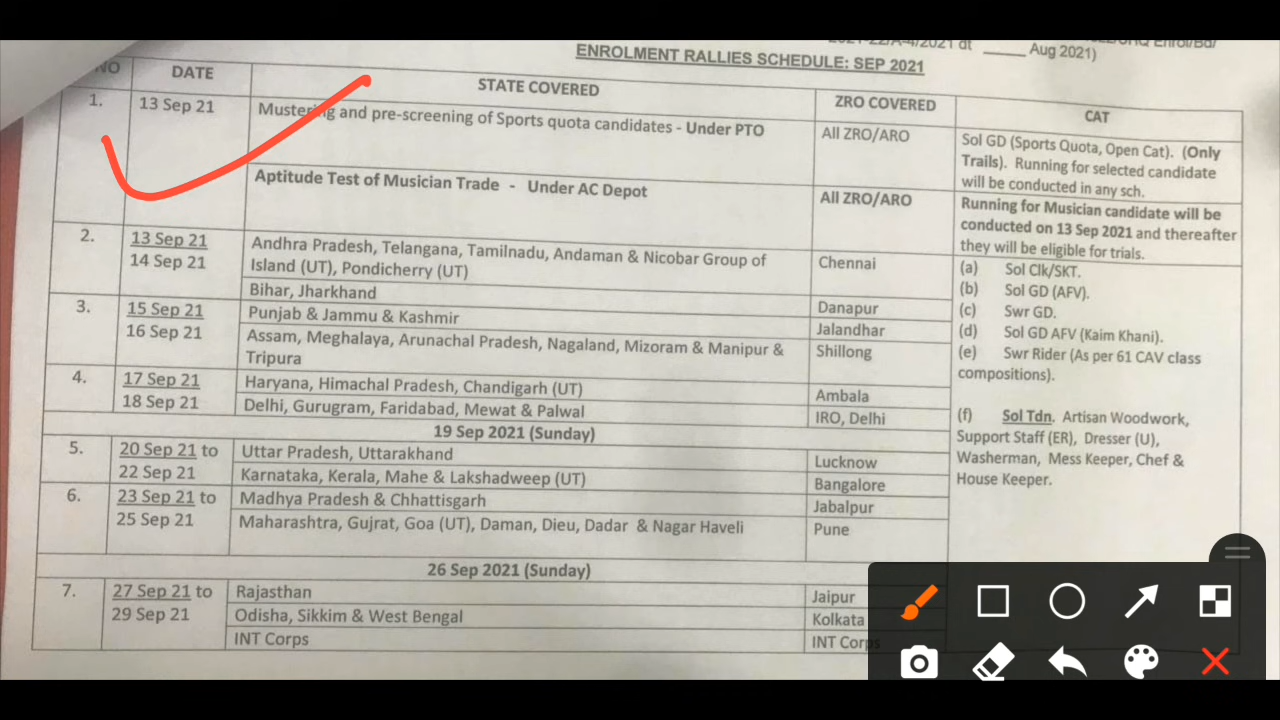 2021-22/A-4/2021 dt _____ Aug 2021)
ENROLMENT RALLIES SCHEDULE: SEP 2021
NO DATE STATE COVERED ZRO COVERED CAT
1. 13 Sep 21 Mustering and pre-screening of Sports quota candidates - Under PTO All ZRO/ARO
Sol GD (Sports Quota, Open Cat). (Only
Trails). Running for selected candidate
will be conducted in any sch.
Aptitude Test of Musician Trade - Under AC Depot All ZRO/ARO
Running for Musician candidate will be
conducted on 13 Sep 2021 and thereafter
they will be eligible for trials.
2. 13 Sep 21
14 Sep 21
Andhra Pradesh, Telangana, Tamilnadu, Andaman & Nicobar Group of
Island (UT), Pondicherry (UT)
Chennai
Bihar, Jharkhand Danapur
3. 15 Sep 21
16 Sep 21
Punjab & Jammu & Kashmir Jalandhar
Assam, Meghalaya, Arunachal Pradesh, Nagaland, Mizoram & Manipur &
Tripura
Shillong
4. 17 Sep 21
18 Sep 21
Haryana, Himachal Pradesh, Chandigarh (UT) Ambala
Delhi, Gurugram, Faridabad, Mewat & Palwal IRO, Delhi
19 Sep 2021 (Sunday)
5. 20 Sep 21 to
22 Sep 21
Uttar Pradesh, Uttarakhand Lucknow
Karnataka, Kerala, Mahe & Lakshadweep (UT) Bangalore
6. 23 Sep 21 to
25 Sep 21
Madhya Pradesh & Chhattisgarh Jabalpur
Maharashtra, Gujrat, Goa (UT), Daman, Dieu, Dadar & Nagar Haveli Pune
26 Sep 2021 (Sunday)
7. 27 Sep 21 to
29 Sep 21
Rajasthan Jaipur
Odisha, Sikkim & West Bengal Kolkata
INT Corps INT Corps
(a) Sol Clk/SKT.
(b) Sol GD (AFV).
(c) Swr GD.
(d) Sol GD AFV (Kaim Khani).
(e) Swr Rider (As per 61 CAV class
compositions).
(f) Sol Tdn. Artisan Woodwork,
Support Staff (ER), Dresser (U),
Washerman, Mess Keeper, Chef &
House Keeper.